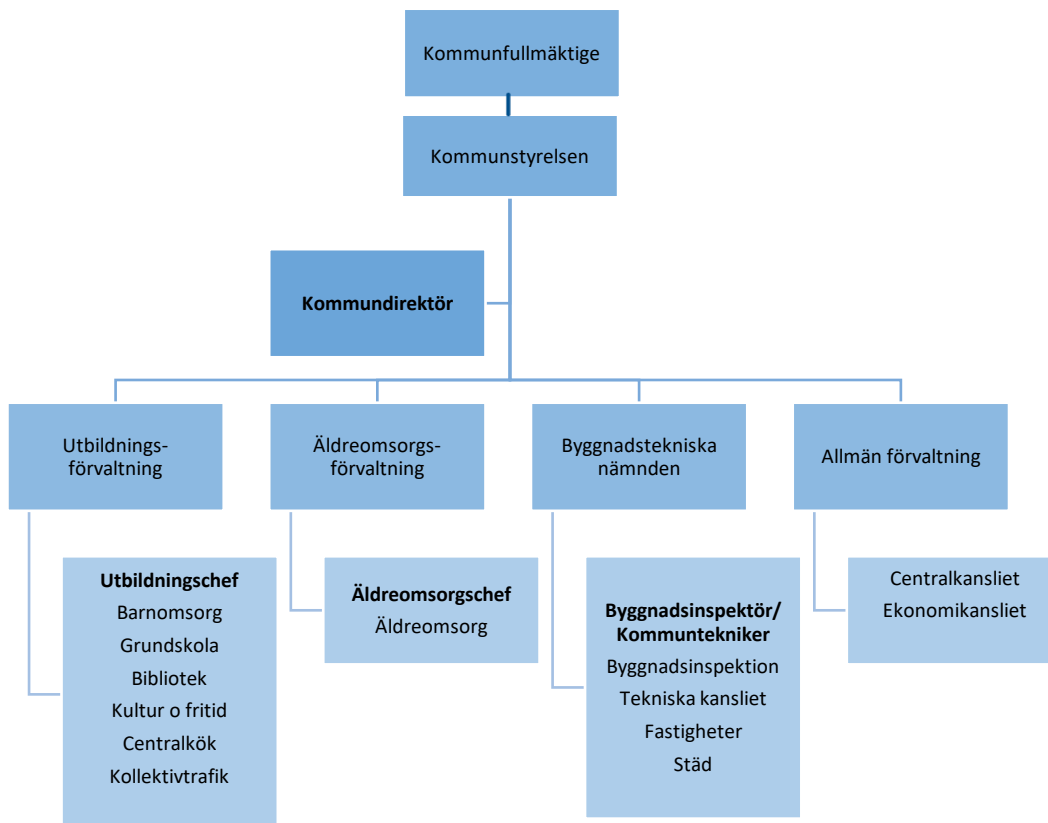 Kommunfullmäktige
Kommunstyrelsen
Kommundirektör
Utbildnings-
förvaltning
Äldreomsorgs-
förvaltning
Byggnadstekniska
nämnden
Allmän förvaltning
Utbildningschef
Barnomsorg
Grundskola
Bibliotek
Kultur o fritid
Centralkök
Kollektivtrafik
Äldreomsorgschef
Äldreomsorg
Byggnadsinspektör/
Kommuntekniker
Byggnadsinspektion
Tekniska kansliet
Fastigheter
Städ
Centralkansliet
Ekonomikansliet